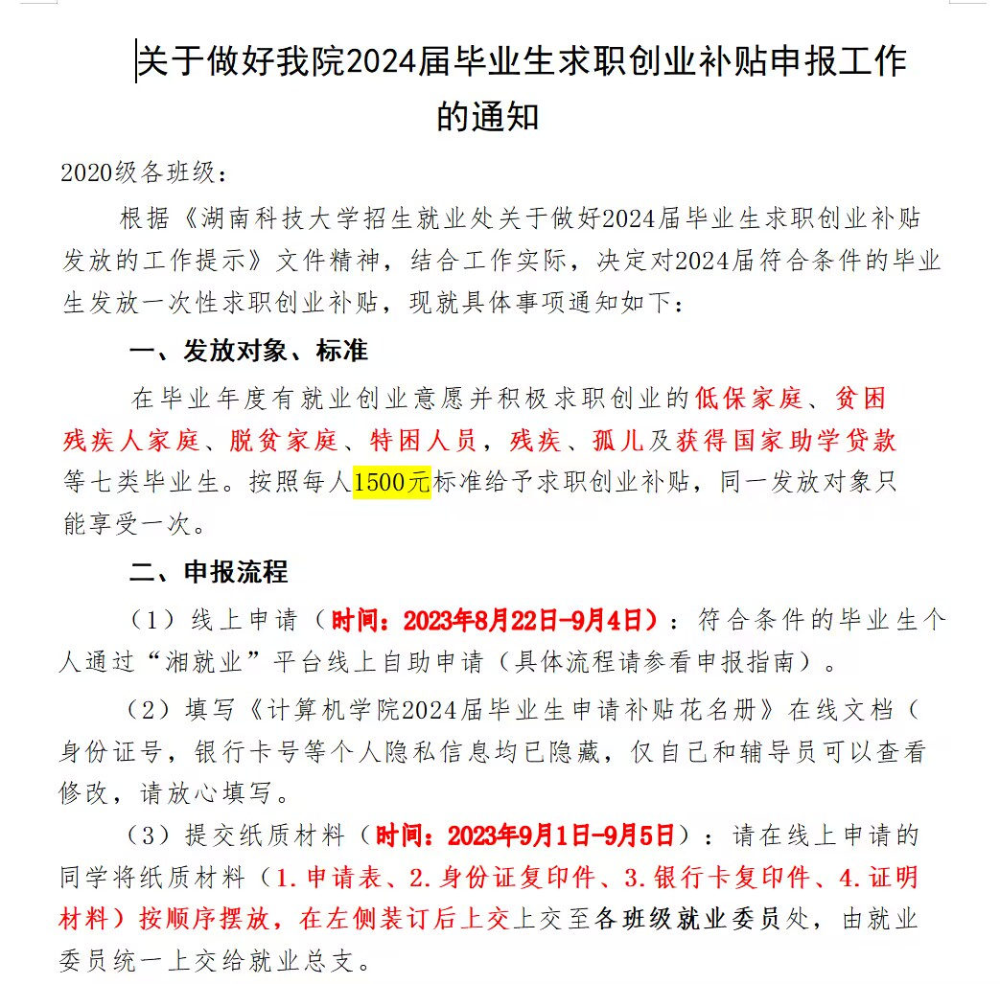 关于做好我院2024届毕业生求职创业补贴申报工作
的通知
2020级各班级：
根据《湖南科技大学招生就业处关于做好2024届毕业生求职创业补贴
发放的工作提示》文件精神，结合工作实际，决定对2024届符合条件的毕业
生发放一次性求职创业补贴，现就具体事项通知如下：
一、发放对象、标准
在毕业年度有就业创业意愿并积极求职创业的低保家庭、贫困
残疾人家庭、脱贫家庭、特困人员，残疾、孤儿及获得国家助学贷款
等七类毕业生。按照每人1500元标准给予求职创业补贴，同一发放对象只
能享受一次。
二、申报流程
（1）线上申请（时间：2023年8月22日-9月4日）：符合条件的毕业生个
人通过“湘就业”平台线上自助申请（具体流程请参看申报指南）。
（2）填写《计算机学院2024届毕业生申请补贴花名册》在线文档（
身份证号，银行卡号等个人隐私信息均已隐藏，仅自己和辅导员可以查看
修改，请放心填写。
（3）提交纸质材料（时间：2023年9月1日-9月5日）：请在线上申请的
同学将纸质材料（1.申请表、2.身份证复印件、3.银行卡复印件、4.证明
材料）按顺序摆放，在左侧装订后上交上交至各班级就业委员处，由就业
委员统一上交给就业总支。